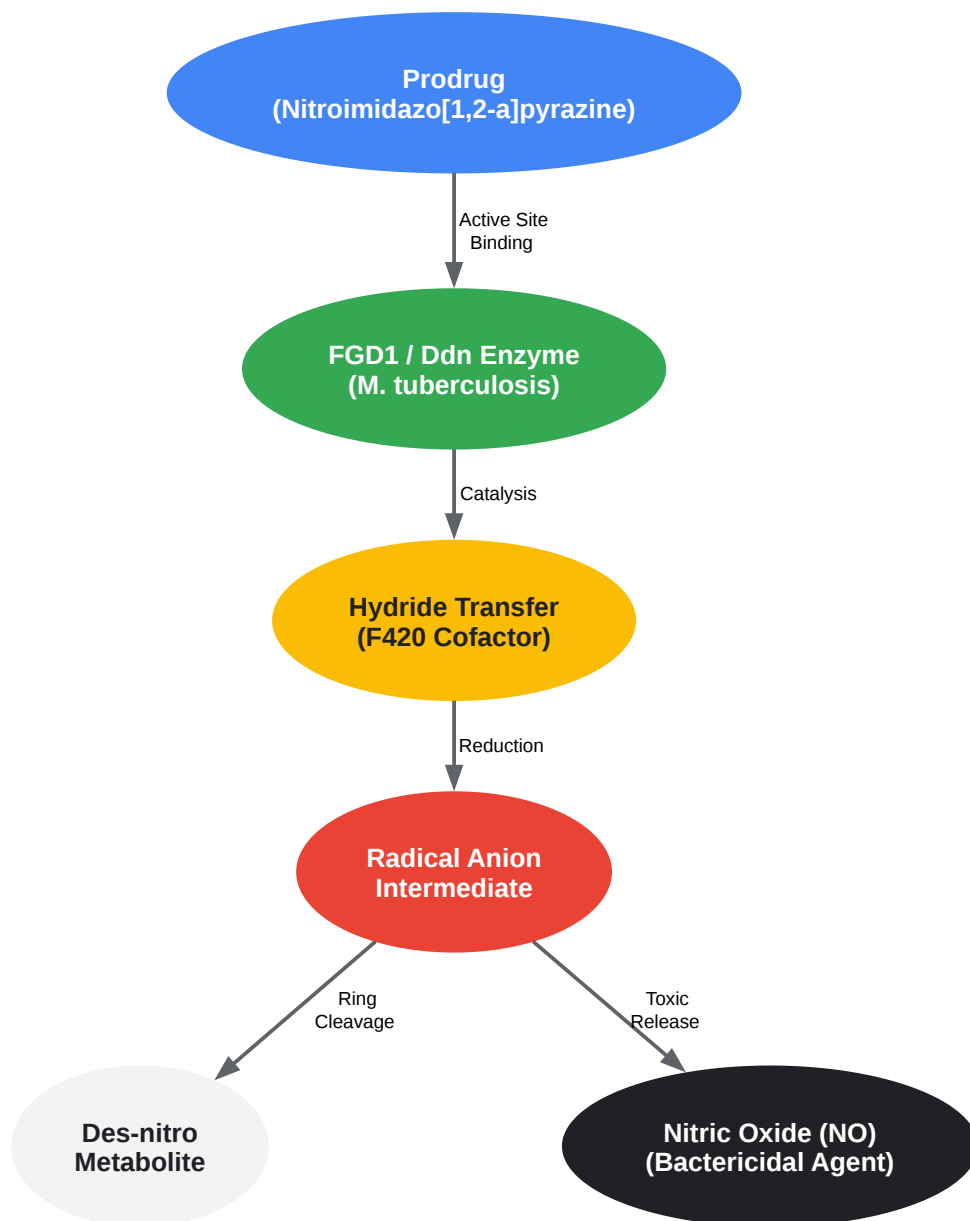 Prodrug
(Nitroimidazo[1,2-a]pyrazine)
Active Site
Binding
FGD1 / Ddn Enzyme
(M. tuberculosis)
Catalysis
Hydride Transfer
(F420 Cofactor)
Reduction
Radical Anion
Intermediate
Ring
Cleavage
Toxic
Release
Des-nitro
Metabolite
Nitric Oxide (NO)
(Bactericidal Agent)